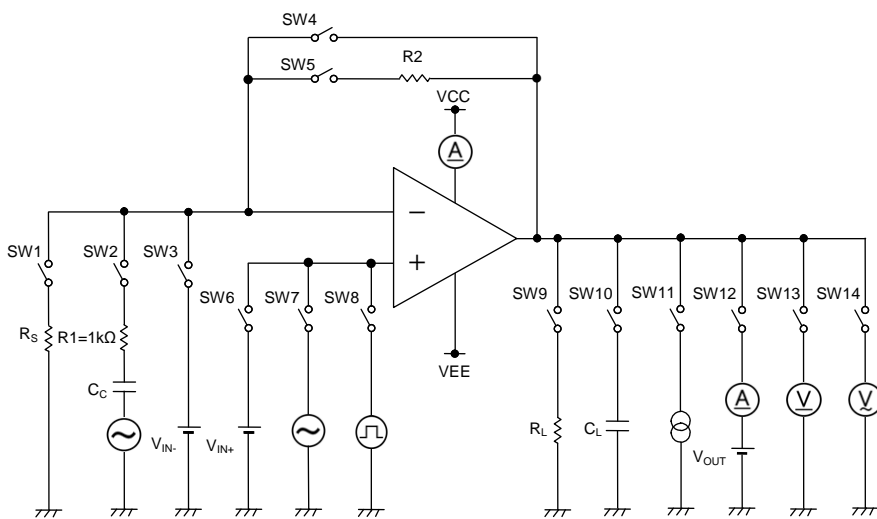 SW4
SW5
R2
VCC
A
−
+
SW1
SW2
SW3
SW6
SW7
SW8
SW9
SW10
SW11
SW12
SW13
SW14
VEE
RS
R1=1kΩ
CC
VIN-
VIN+
RL
CL
VOUT
A
V
V